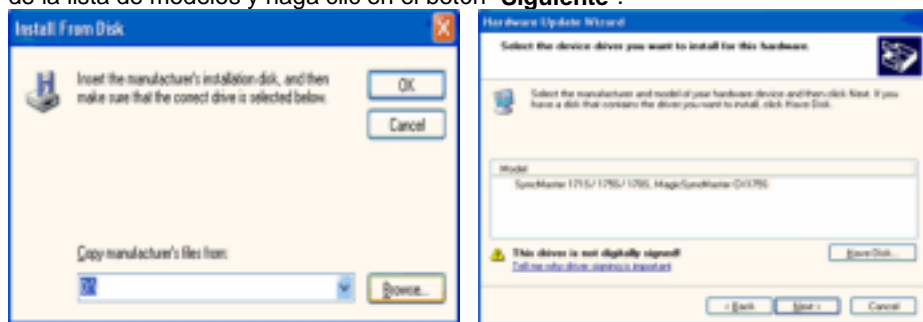 de la lista de modelos y haga clic en el botón "Siguiente".
Install From Disk
Insert the manufacturer's installation disk, and then
make sure that the correct drive is selected below.
OK
Cancel
Copy manufacturer's files from:
Browse...
Hardware Update Wizard
Select the device driver you want to install for this hardware.
Select the manufacturer and model of your hardware device and then click Next. If you
have a disk that contains the driver you want to install, click Have Disk.
Model
This driver is not digitally signed!
Tell me why driver signing is important
Have Disk...
< Back
Next >
Cancel